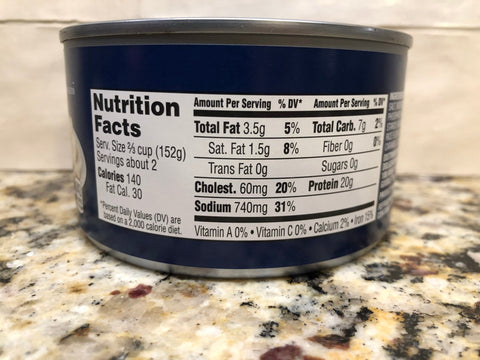 Nutrition
Facts
Serv. Size ⅔ cup (152g)
Servings about 2
Calories 140
Fat Cal. 30
*Percent Daily Values (DV) are
based on a 2,000 calorie diet.
Amount Per Serving % DV* Amount Per Serving % DV*
Total Fat 3.5g 5% Total Carb. 7g 2%
Sat. Fat 1.5g 8% Fiber 0g 0%
Trans Fat 0g Sugars 0g
Cholest. 60mg 20% Protein 20g
Sodium 740mg 31%
Vitamin A 0% • Vitamin C 0% • Calcium 2% • Iron 15%